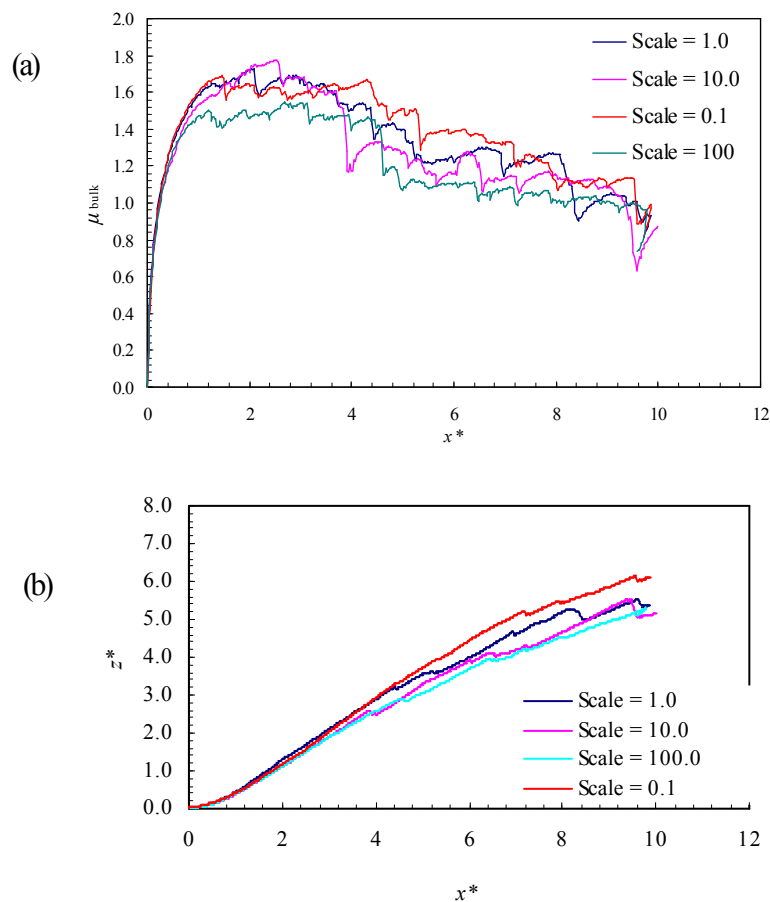 (a)
2.0
1.8
1.6
1.4
1.2
1.0
0.8
0.6
0.4
0.2
0.0
μ bulk
0 2 4 6 8 10 12
x*
Scale = 1.0
Scale = 10.0
Scale = 0.1
Scale = 100
(b)
8.0
7.0
6.0
5.0
4.0
3.0
2.0
1.0
0.0
z*
0 2 4 6 8 10 12
x*
Scale = 1.0
Scale = 10.0
Scale = 100.0
Scale = 0.1